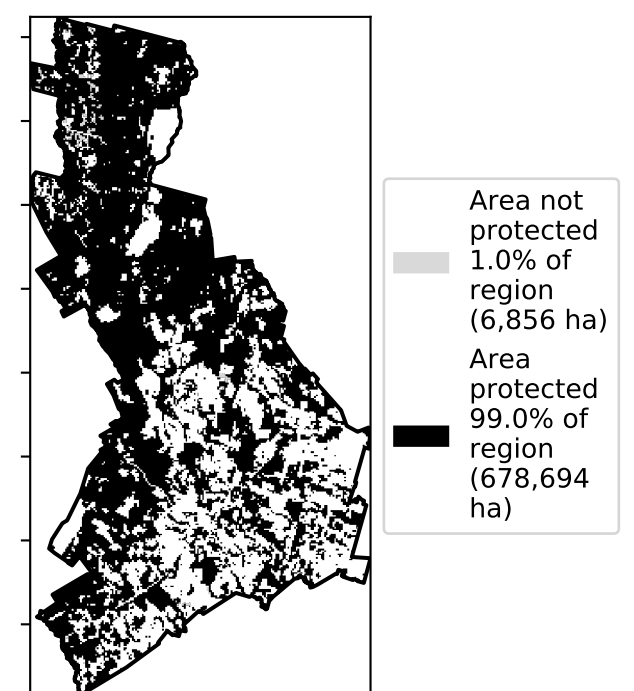 Area not
protected
1.0% of
region
(6,856 ha)
Area
protected
99.0% of
region
(678,694
ha)